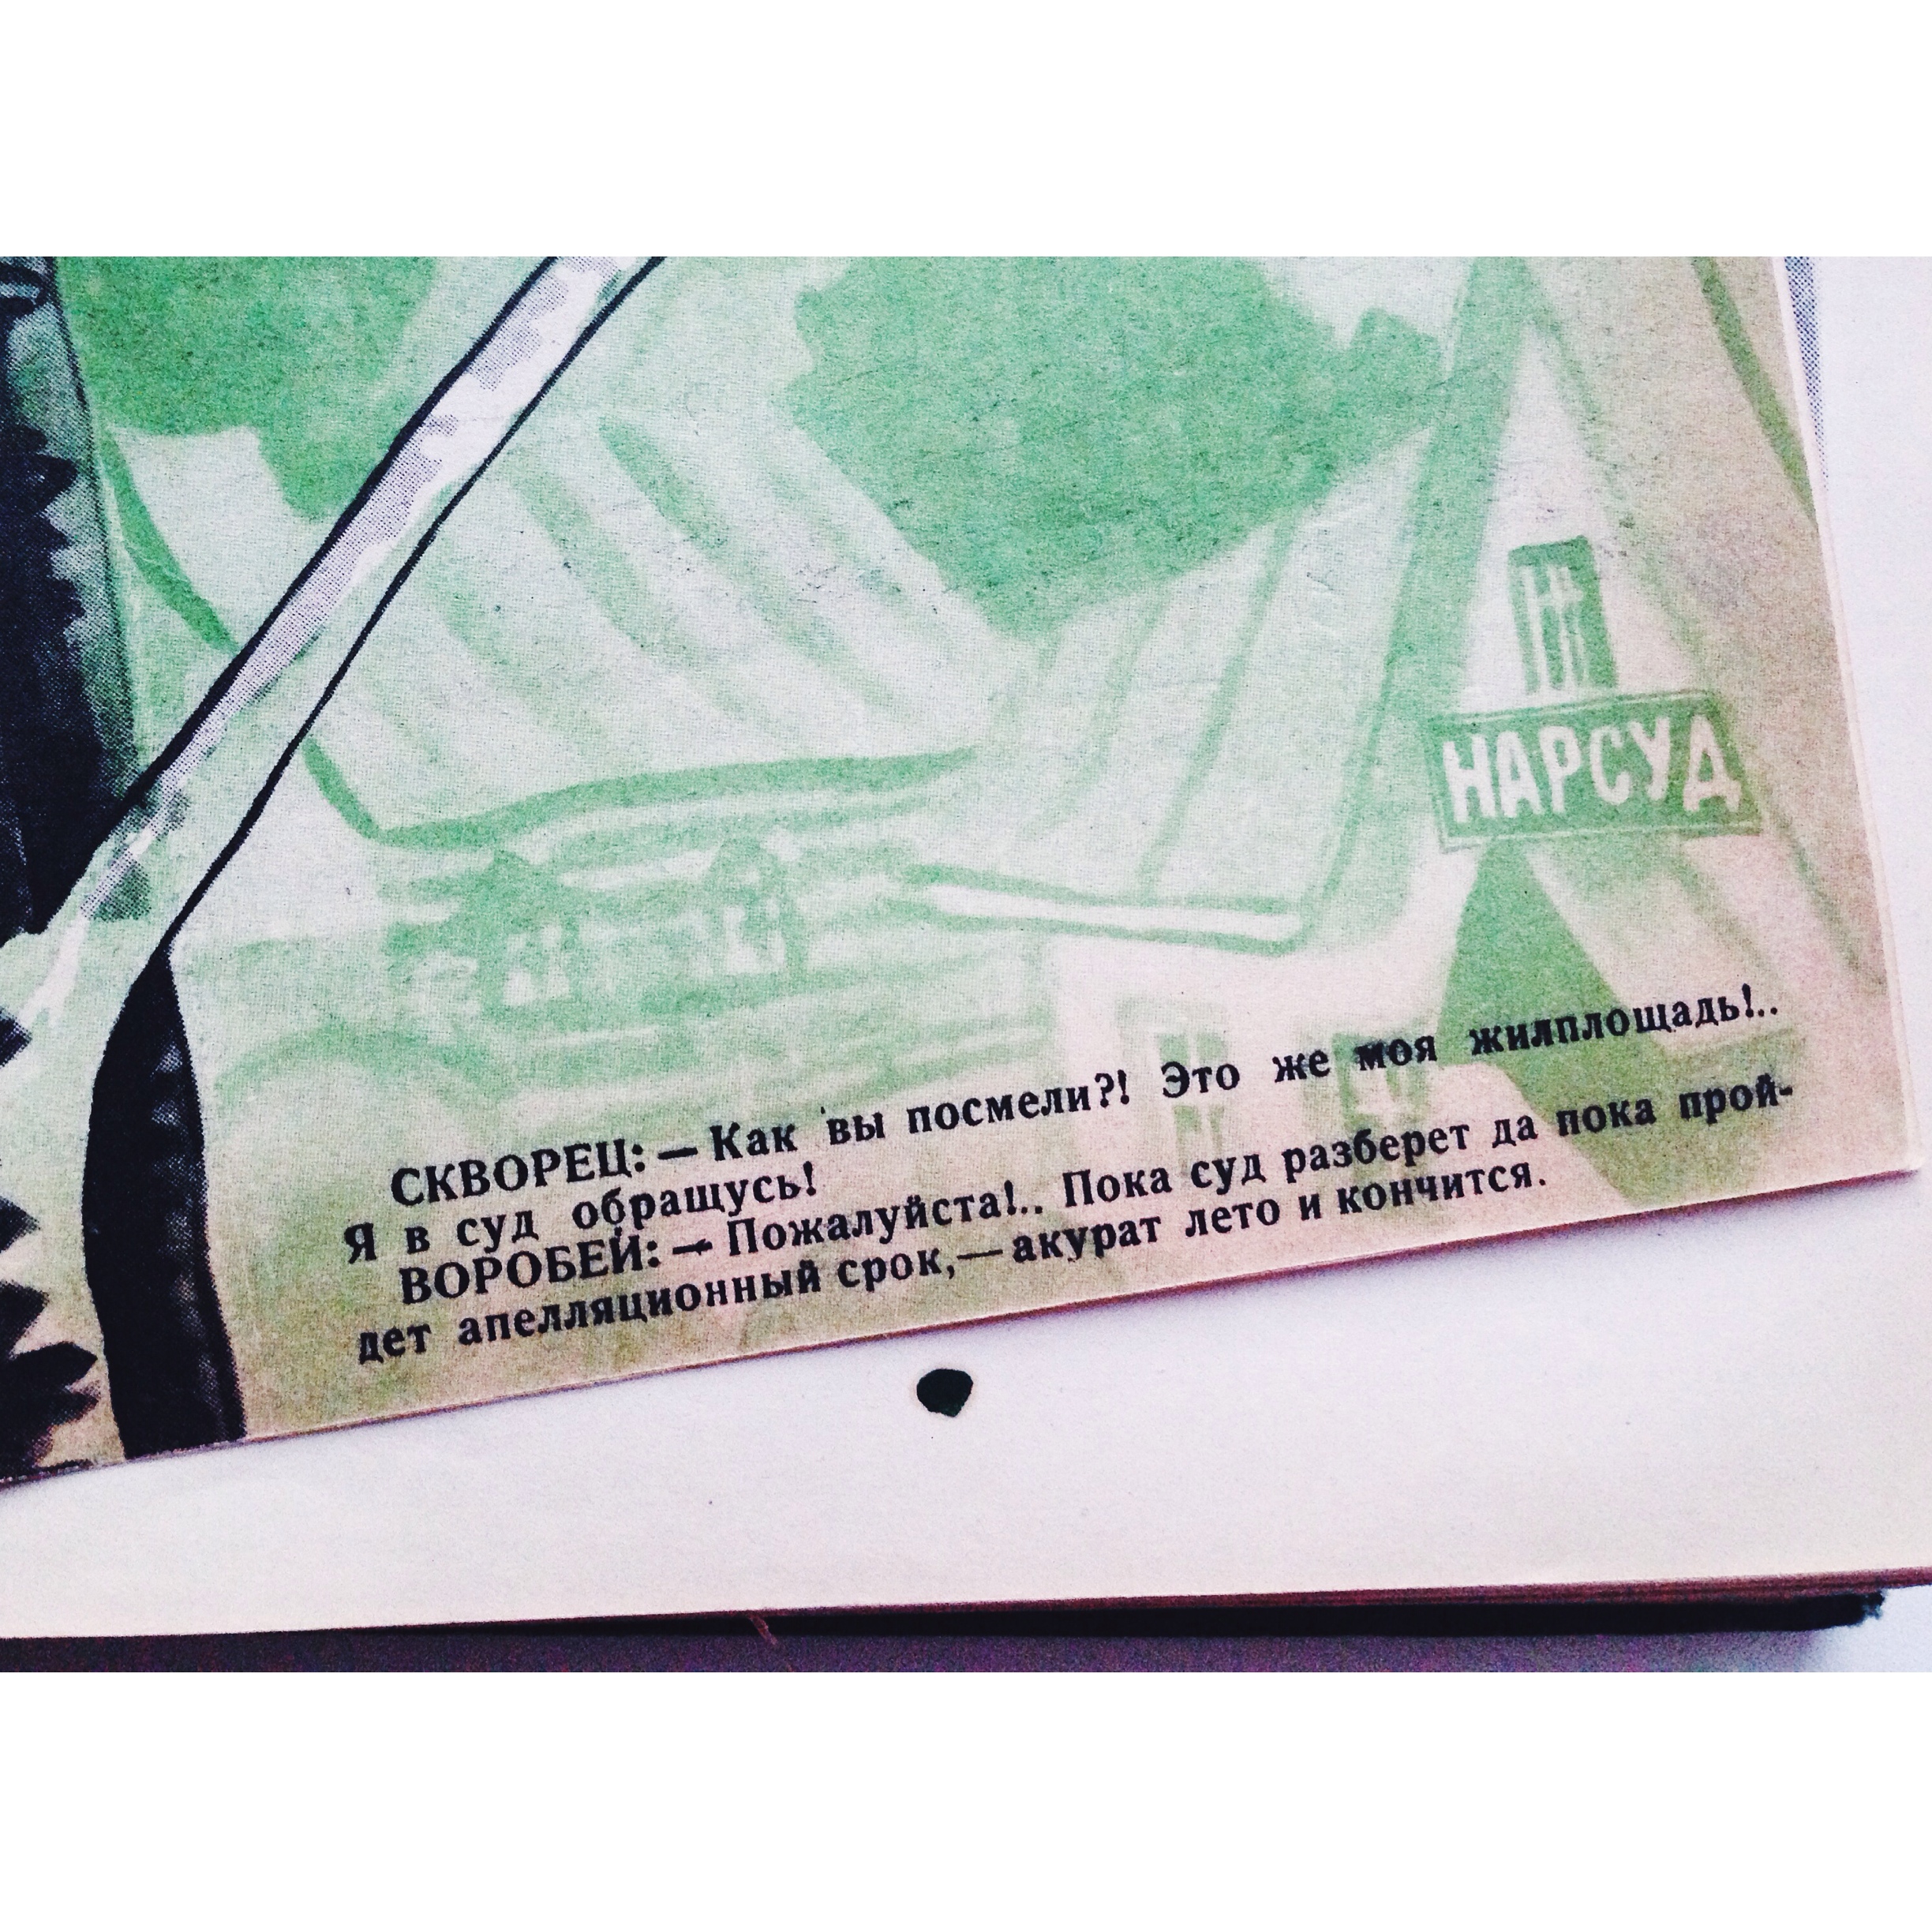 НАРСУД
СКВОРЕЦ: — Как вы посмели?! Это же моя жилплощадь!..
Я в суд обращусь!
ВОРОБЕЙ: — Пожалуйста!.. Пока суд разберет да пока прой-
дет апелляционный срок,— акурат лето и кончится.